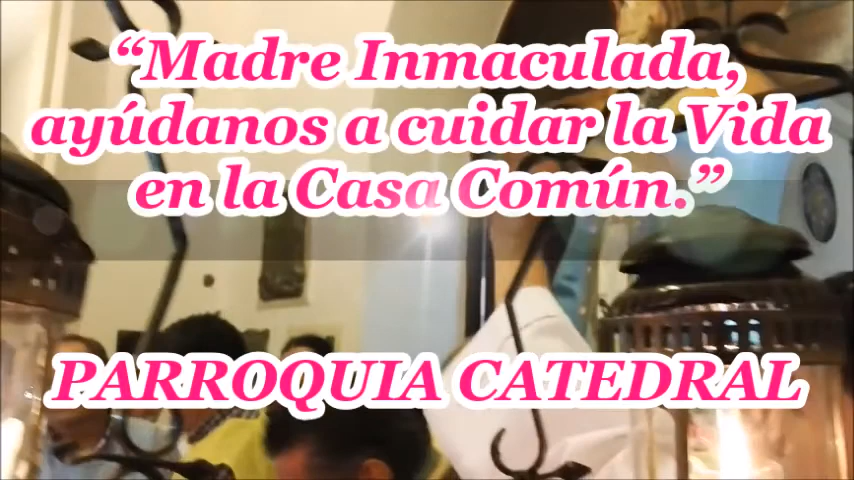 “Madre Inmaculada,
ayúdanos a cuidar la Vida
en la Casa Común.”
PARROQUIA CATEDRAL